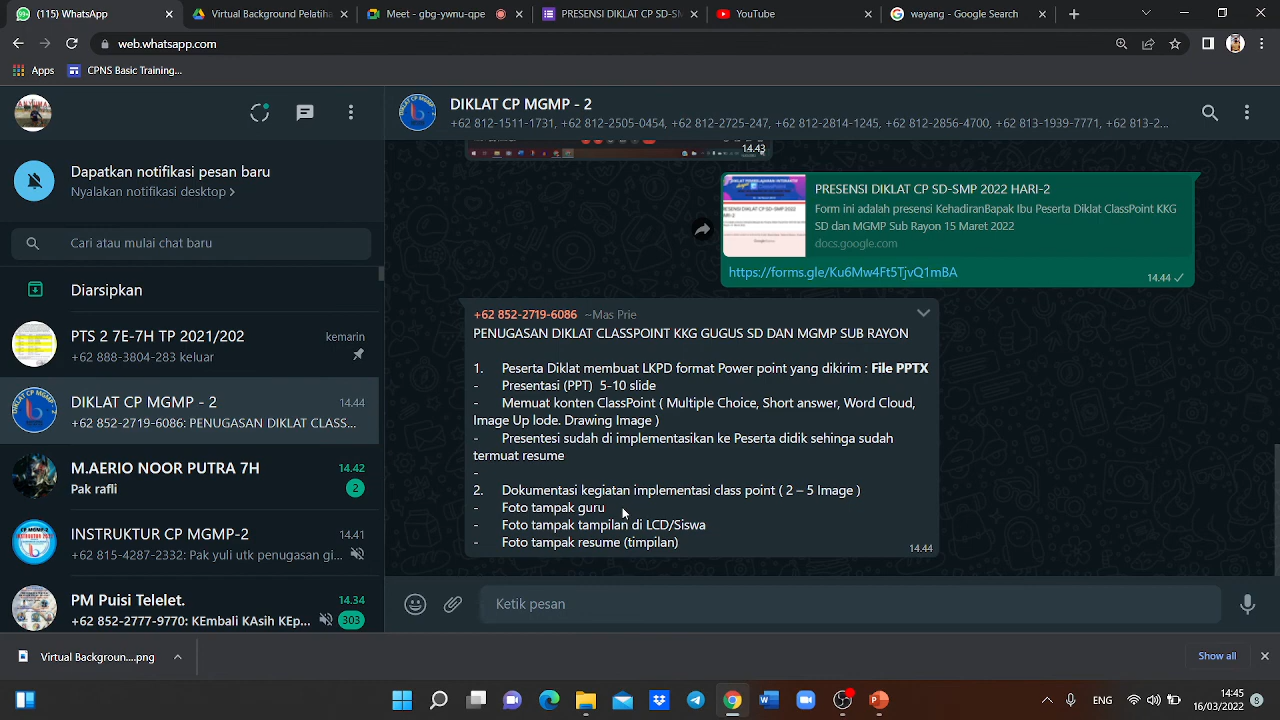 (115) WhatsApp
Virtual Background Pelatiha
Meet - gyp-ywmu-qpe
PRESENSI DIKLAT CP SD-SM
YouTube
wayang - Google Search
web.whatsapp.com
Apps
CPNS Basic Training...
DIKLAT CP MGMP - 2
+62 812-1511-1731, +62 812-2505-0454, +62 812-2725-247, +62 812-2814-1245, +62 812-2856-4700, +62 813-1939-7771, +62 813-2...
Dapatkan notifikasi pesan baru
Nyalakan notifikasi desktop >
Cari atau mulai chat baru
Diarsipkan
PTS 2 7E-7H TP 2021/202
kemarin
+62 823-3804-283 keluar
DIKLAT CP MGMP - 2
14.44
+62 852-2719-6086: PENUGASAN DIKLAT CLASS...
M.AERIO NOOR PUTRA 7H
14.42
Pak rafli
2
INSTRUKTUR CP MGMP-2
14.41
+62 815-4287-2332: Pak yuli utk penugasan gi...
PM Puisi Telelet.
14.34
+62 852-2777-9770: KEmbali KAsih KEp...
303
14.43
PRESENSI DIKLAT CP SD-SMP 2022 HARI-2
Form ini adalah presensi KehadiranBapak Ibu Peserta Diklat ClassPoint KKG
SD dan MGMP Sub Rayon 15 Maret 2022
docs.google.com
https://forms.gle/Ku6Mw4Ft5TjvQ1mBA
14.44
+62 852-2719-6086 ~Mas Prie
PENUGASAN DIKLAT CLASSPOINT KKG GUGUS SD DAN MGMP SUB RAYON
1. Peserta Diklat membuat LKPD format Power point yang dikirim : File PPTX
- Presentasi (PPT) 5-10 slide
- Memuat konten ClassPoint ( Multiple Choice, Short answer, Word Cloud,
Image Up lode. Drawing Image )
- Presentesi sudah di implementasikan ke Peserta didik sehinga sudah
termuat resume
-
2. Dokumentasi kegiatan implementasi class point ( 2 – 5 Image )
Foto tampak guru
Foto tampak tampilan di LCD/Siswa
Foto tampak resume (timpilan)
14.44
Ketik pesan
Virtual Backgroun....png
Show all
ENG
14:45
16/03/2022